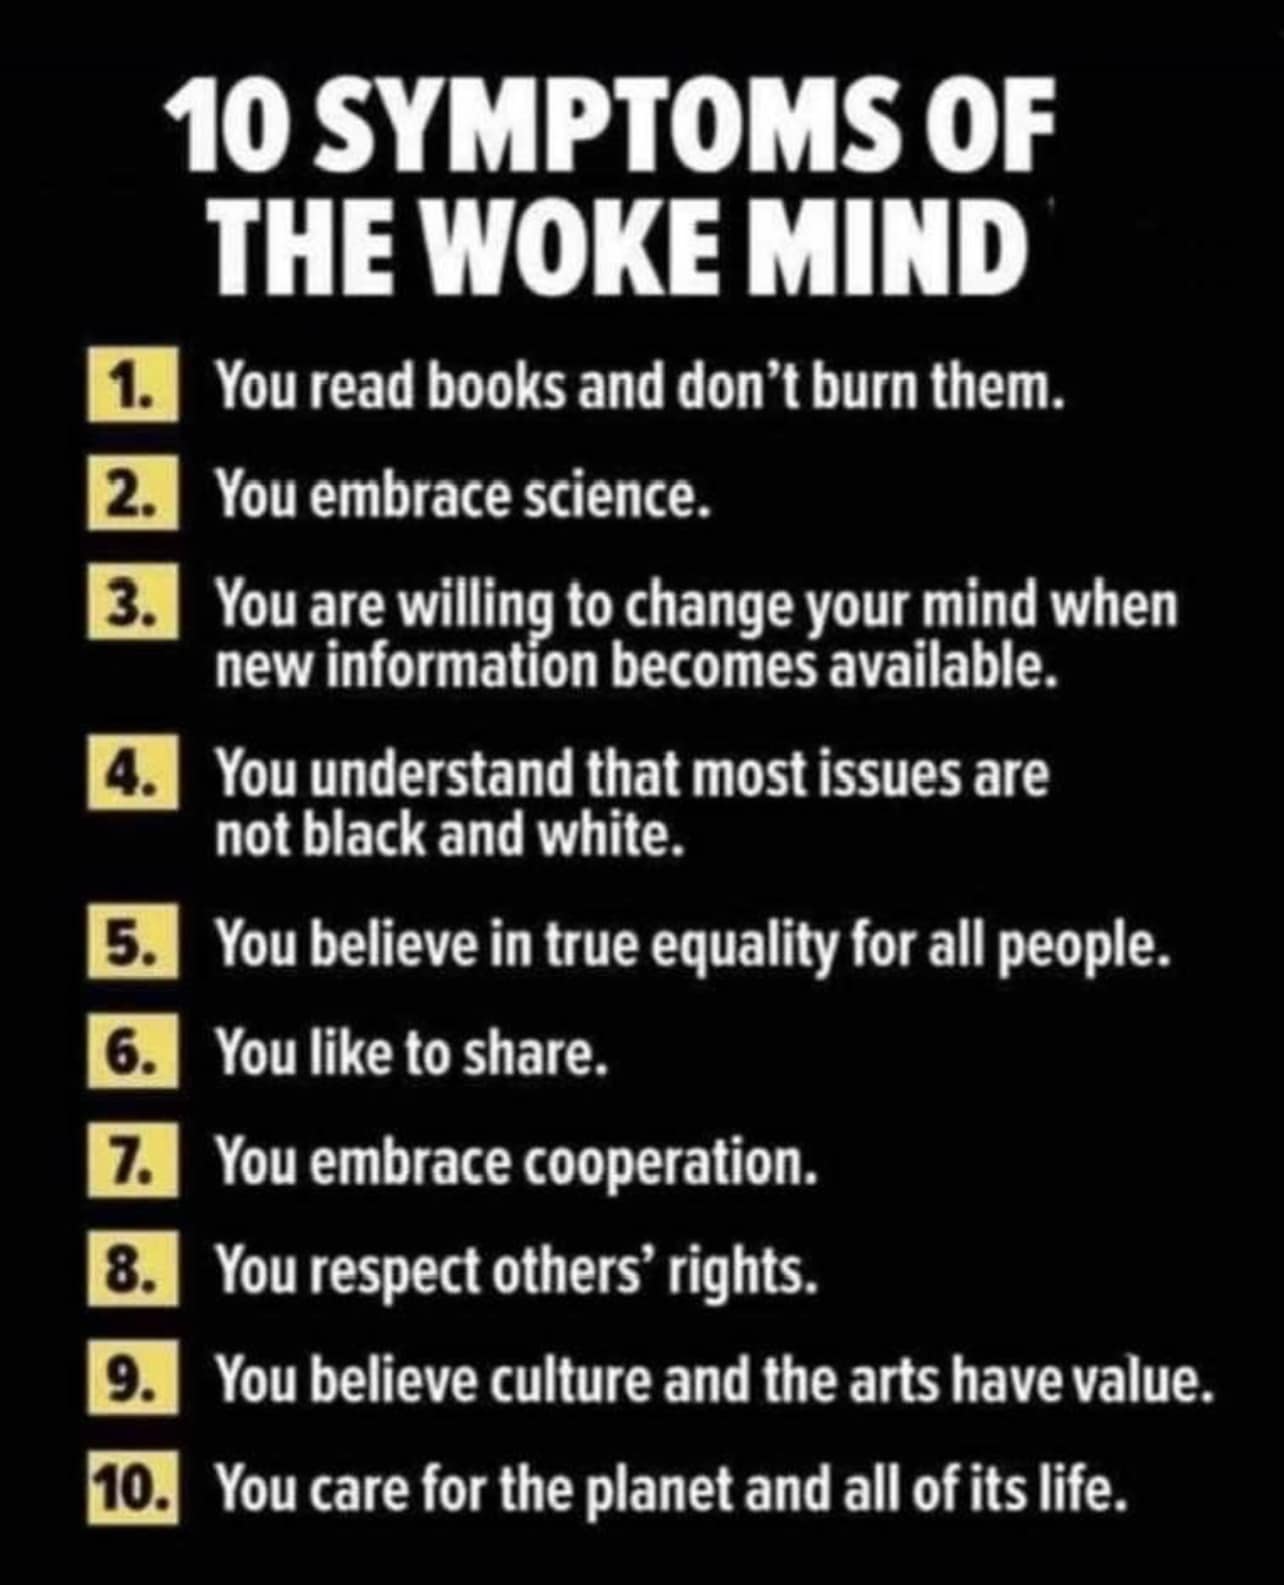 10 SYMPTOMS OF
THE WOKE MIND
1. You read books and don’t burn them.
2. You embrace science.
3. You are willing to change your mind when
new information becomes available.
4. You understand that most issues are
not black and white.
5. You believe in true equality for all people.
6. You like to share.
7. You embrace cooperation.
8. You respect others’ rights.
9. You believe culture and the arts have value.
10. You care for the planet and all of its life.